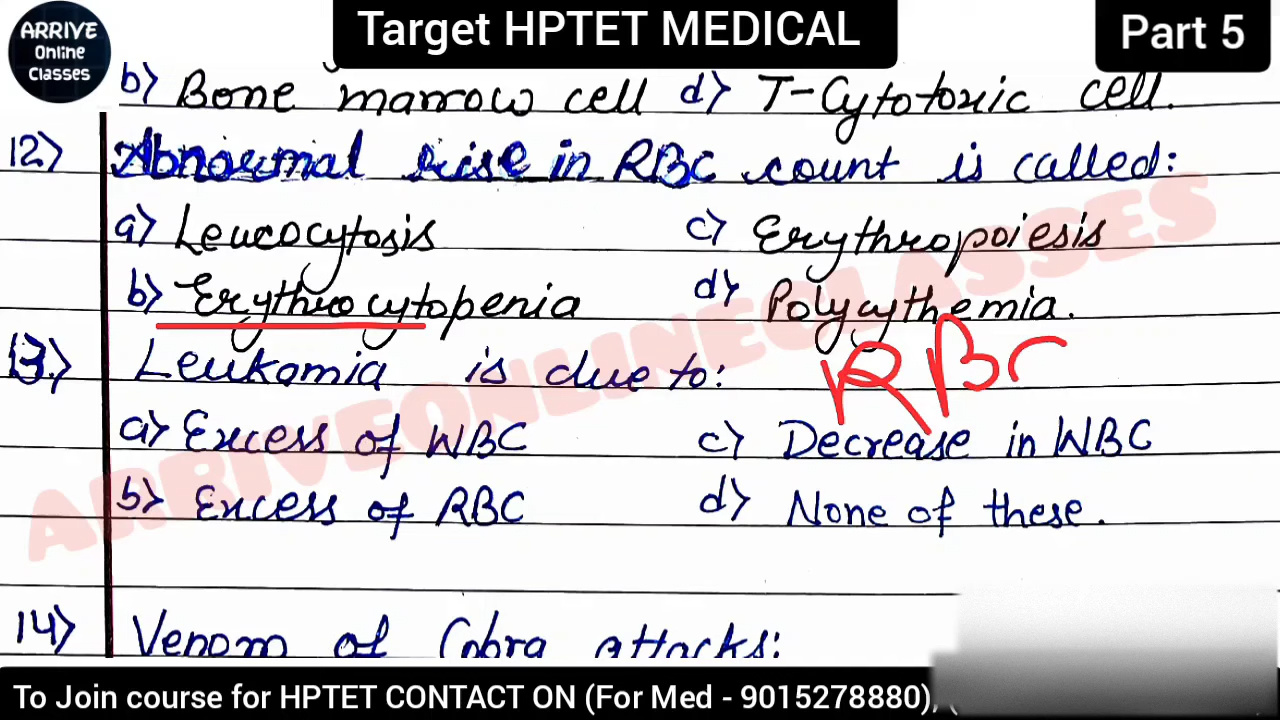 ARRIVE
Online
Classes
Target HPTET MEDICAL
Part 5
b) Bone marrow cell d) T-Cytotoxic cell.
12) Abnormal rise in RBC count is called:
a) Leucocytosis c) Erythropoiesis
b) Erythrocytopenia d) Polycythemia.
RBC
13.) Leukomia is due to:
a) Excess of WBC c) Decrease in WBC
b) Excess of RBC d) None of these.
14) Venom of Cobra attacks:
ARRIVEONLINECLASSES
To Join course for HPTET CONTACT ON (For Med - 9015278880), (